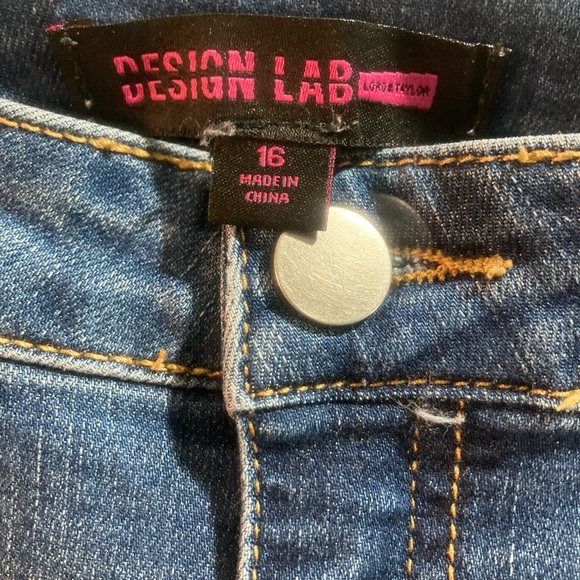 DESIGN LAB
LORD & TAYLOR
16
MADE IN
CHINA